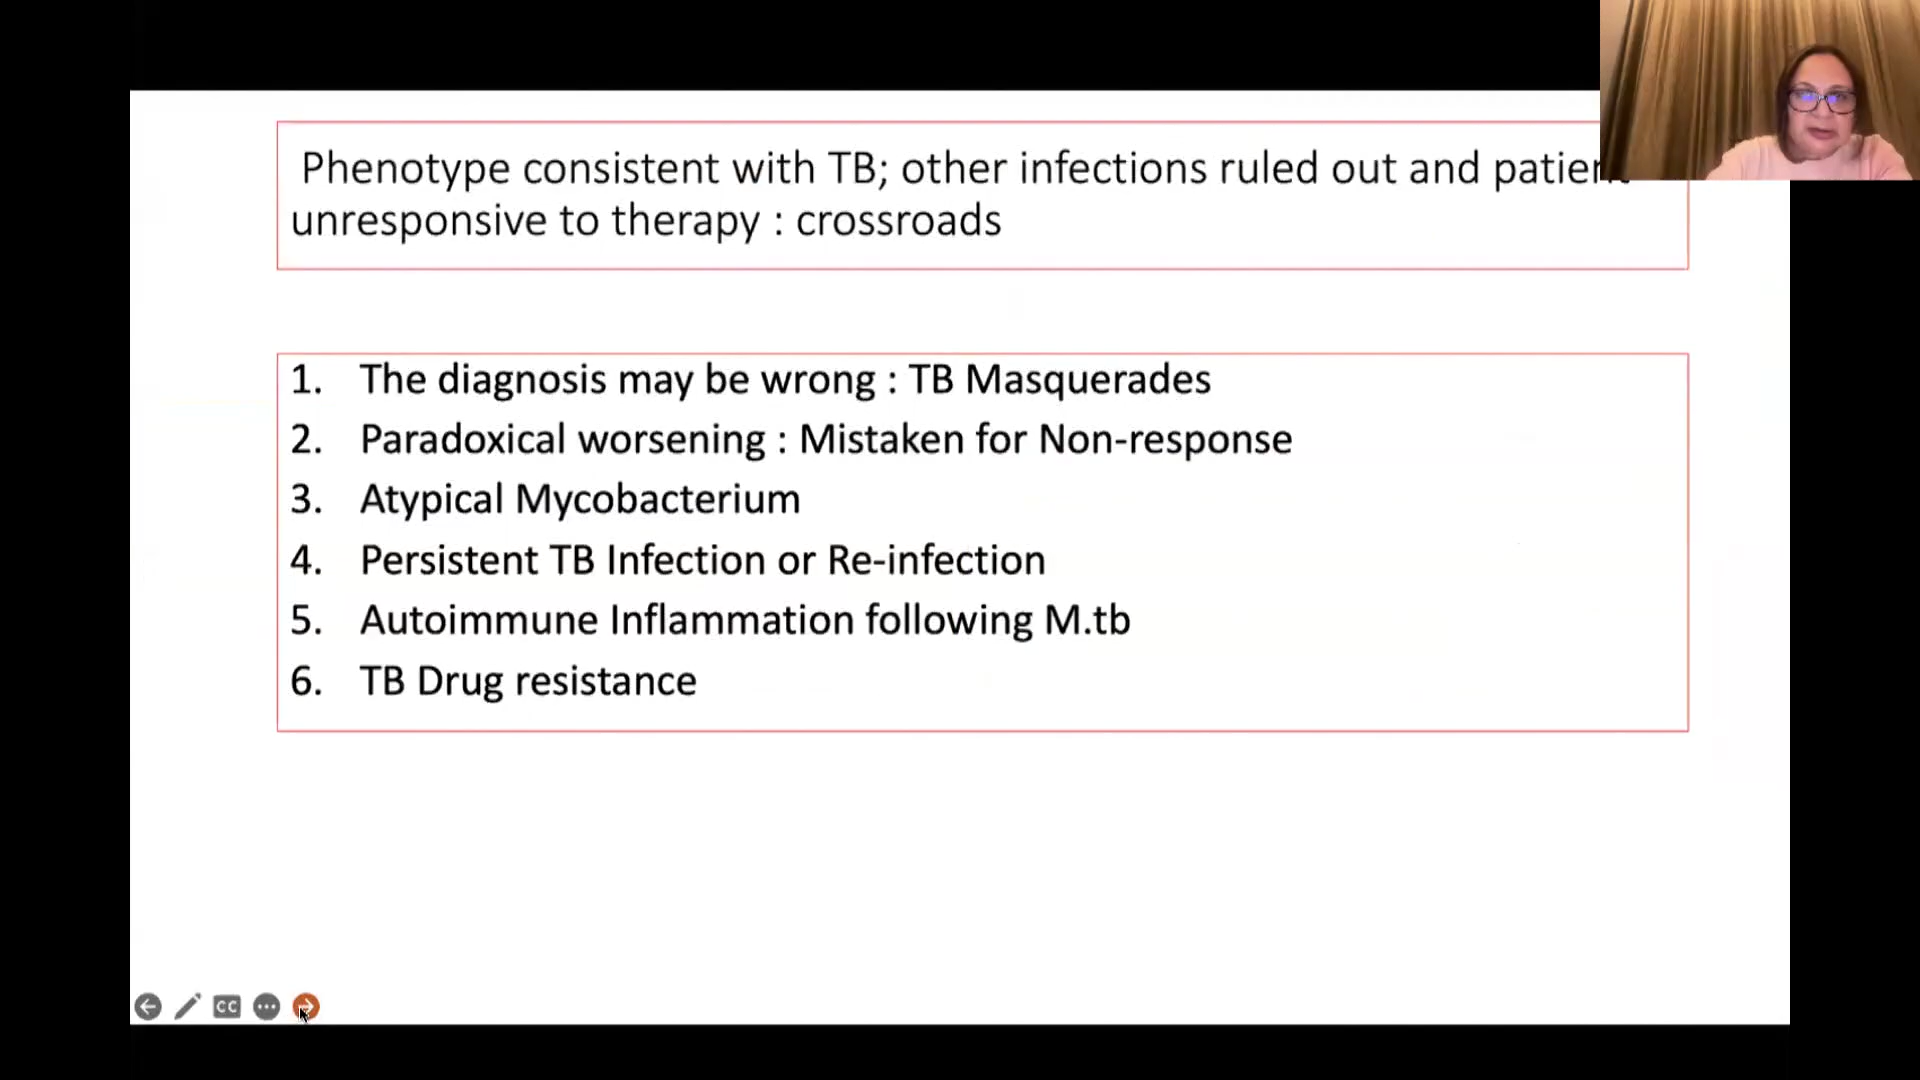 Phenotype consistent with TB; other infections ruled out and patient
unresponsive to therapy : crossroads
1. The diagnosis may be wrong : TB Masquerades
2. Paradoxical worsening : Mistaken for Non-response
3. Atypical Mycobacterium
4. Persistent TB Infection or Re-infection
5. Autoimmune Inflammation following M.tb
6. TB Drug resistance
CC